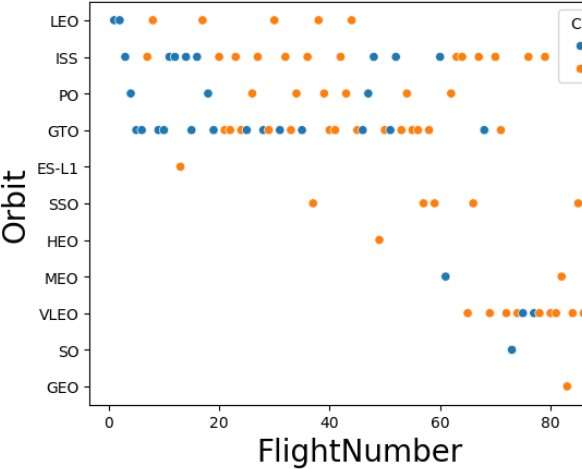 LEO
ISS
PO
GTO
ES-L1
SSO
HEO
MEO
VLEO
SO
GEO
Orbit
0 20 40 60 80
FlightNumber
C